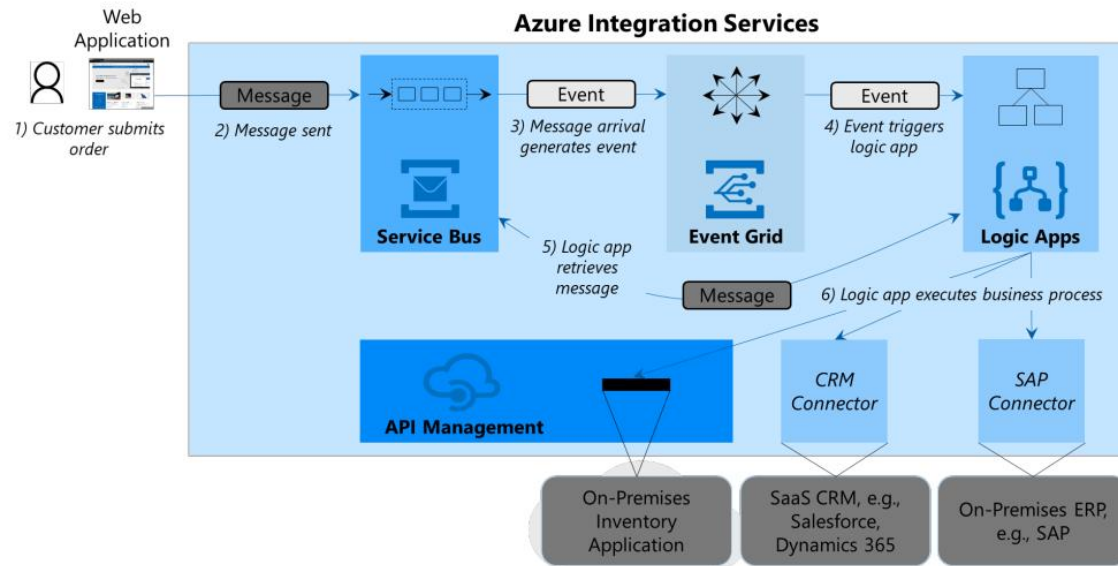 Azure Integration Services
Web
Application
1) Customer submits
order
Message
2) Message sent
Event
3) Message arrival
generates event
Event
4) Event triggers
logic app
Service Bus
Event Grid
Logic Apps
5) Logic app
retrieves
message
Message
6) Logic app executes business process
API Management
CRM
Connector
SAP
Connector
On-Premises
Inventory
Application
SaaS CRM, e.g.,
Salesforce,
Dynamics 365
On-Premises ERP,
e.g., SAP